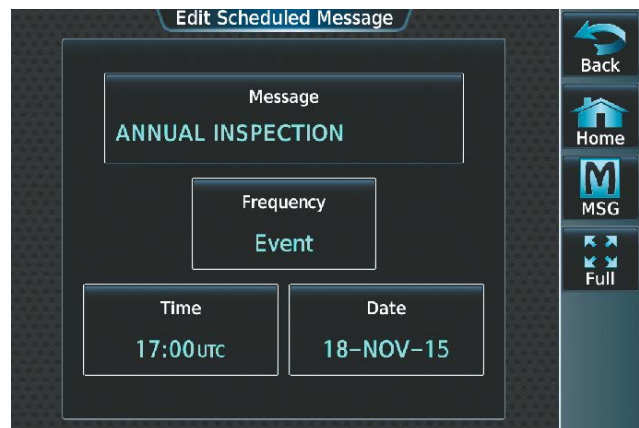 Edit Scheduled Message
Message
ANNUAL INSPECTION
Frequency
Event
Time
17:00UTC
Date
18-NOV-15
Back
Home
MSG
Full